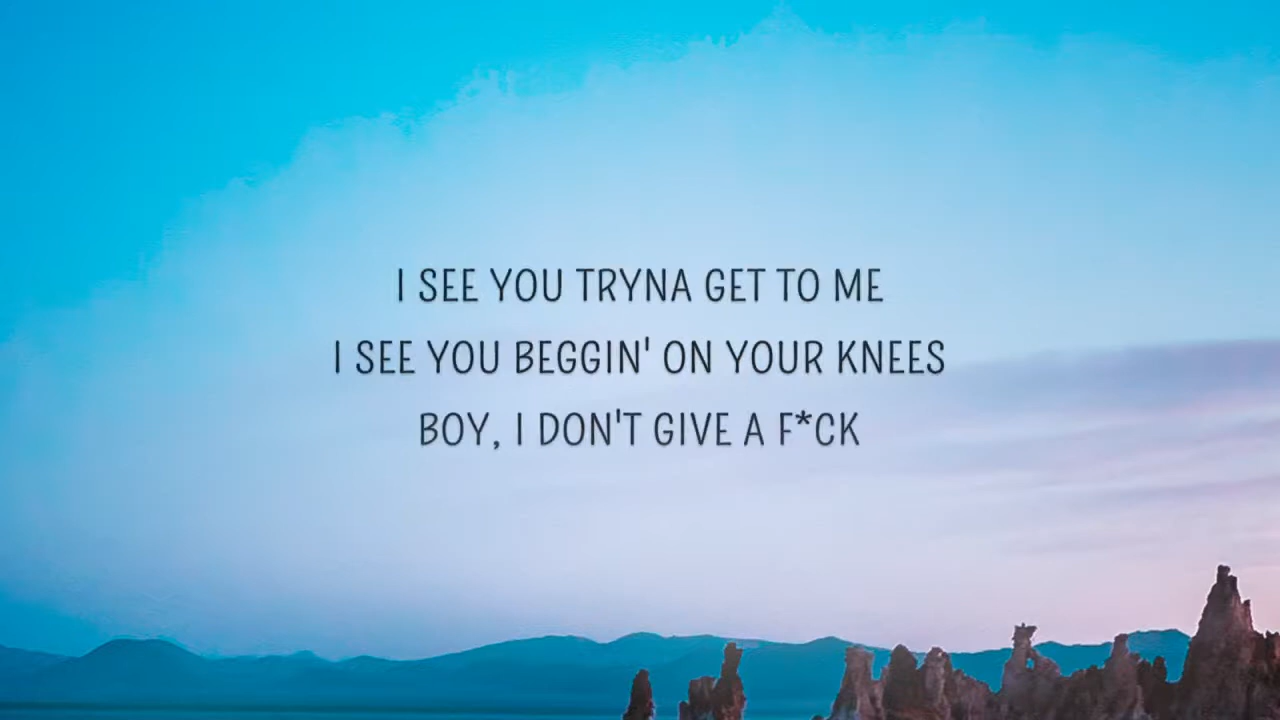 I SEE YOU TRYNA GET TO ME
I SEE YOU BEGGIN' ON YOUR KNEES
BOY, I DON'T GIVE A F*CK